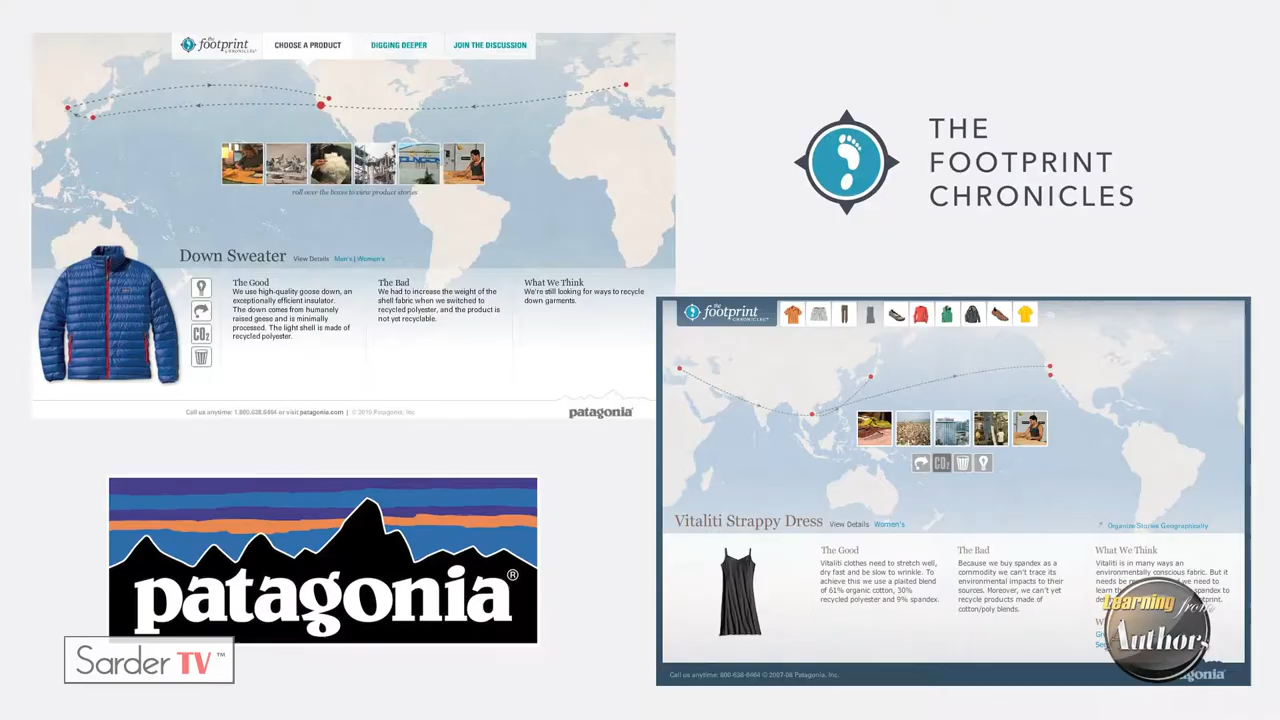 the
footprint
CHRONICLES
CHOOSE A PRODUCT
DIGGING DEEPER
JOIN THE DISCUSSION
roll over the boxes to view product stories
Down Sweater View Details Men's | Women's
The Good
We use high-quality goose down, an
exceptionally efficient insulator.
The down comes from humanely
raised geese and is minimally
processed. The light shell is made of
recycled polyester.
The Bad
We had to increase the weight of the
shell fabric when we switched to
recycled polyester, and the product
is not yet recyclable.
What We Think
We're still looking for ways to recycle
down garments.
CO2
Call us anytime: 1.800.638.6464 or visit patagonia.com | © 2010 Patagonia, Inc
patagonia
THE
FOOTPRINT
CHRONICLES
the
footprint
CHRONICLES
CO2
Vitaliti Strappy Dress View Details Women's
Organize Stories Geographically
The Good
Vitaliti clothes need to stretch well,
dry fast and be slow to wrinkle. To
achieve this we use a plaited blend
of 61% organic cotton, 30%
recycled polyester and 9% spandex.
The Bad
Because we buy spandex as a
commodity we can't trace its
environmental impacts to their
sources. Moreover, we can't yet
recycle products made of
cotton/poly blends.
What We Think
Vitaliti is in many ways an
environmentally conscious fabric. But it
needs be we need to
learn spandex to
Call us anytime: 800-638-6464 © 2007-08 Patagonia, Inc.
patagonia®
Sarder TV™
Learning from
Authors